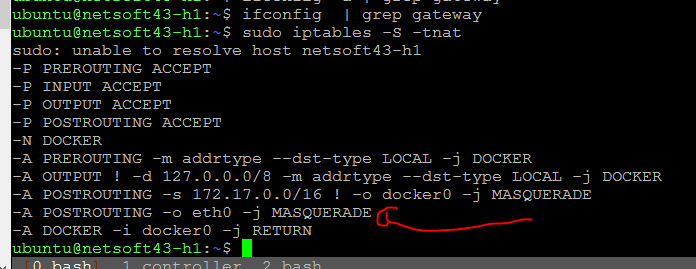 ubuntu@netsoft43-h1:~$ ifconfig  | grep gateway
ubuntu@netsoft43-h1:~$ sudo iptables -S -tnat
sudo: unable to resolve host netsoft43-h1
-P PREROUTING ACCEPT
-P INPUT ACCEPT
-P OUTPUT ACCEPT
-P POSTROUTING ACCEPT
-N DOCKER
-A PREROUTING -m addrtype --dst-type LOCAL -j DOCKER
-A OUTPUT ! -d 127.0.0.0/8 -m addrtype --dst-type LOCAL -j DOCKER
-A POSTROUTING -s 172.17.0.0/16 ! -o docker0 -j MASQUERADE
-A POSTROUTING -o eth0 -j MASQUERADE
-A DOCKER -i docker0 -j RETURN
ubuntu@netsoft43-h1:~$
[0 bash]  1 controller  2 bash